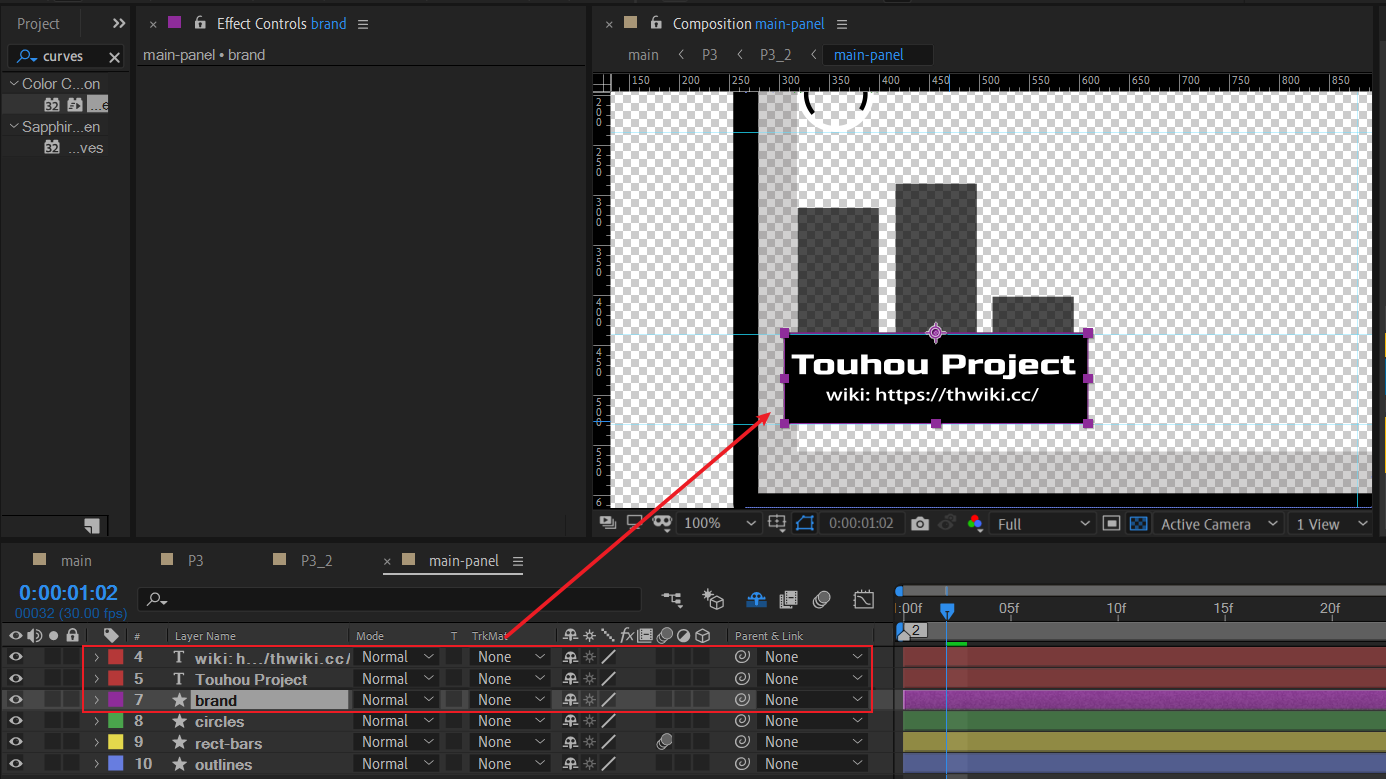 Project
curves
Color C...on
...e
Sapphir...en
...ves
Effect Controls brand
main-panel • brand
Composition main-panel
main < P3 < P3_2 < main-panel
150 200 250 300 350 400 450 500 550 600 650 700 750 800 850
200
250
300
350
400
450
500
550
6
Touhou Project
wiki: https://thwiki.cc/
100% 0:00:01:02 Full Active Camera 1 View
main P3 P3_2 main-panel
0:00:01:02
00032 (30.00 fps)
:00f 05f 10f 15f 20f
2
# Layer Name Mode T TrkMat fx Parent & Link
4 T wiki: h.../thwiki.cc/ Normal None None
5 T Touhou Project Normal None None
7 brand Normal None None
8 circles Normal None None
9 rect-bars Normal None None
10 outlines Normal None None